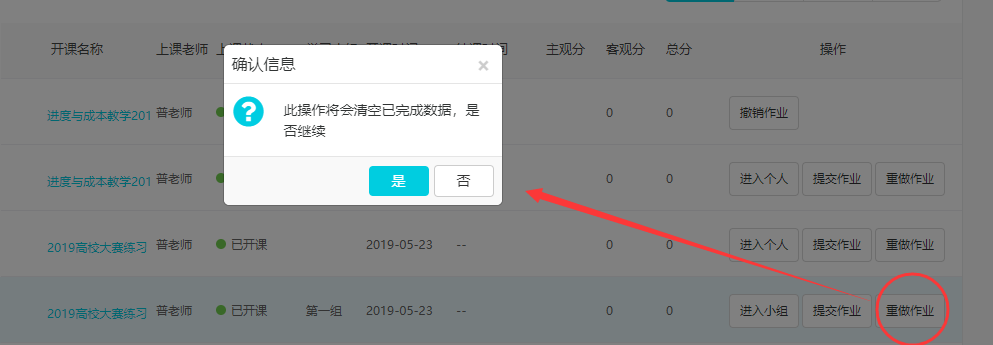 开课名称 上课老师 主观分 客观分 总分 操作
确认信息
此操作将会清空已完成数据，是
否继续
是 否
进度与成本教学201 普老师 0 0 撤销作业
进度与成本教学201 普老师 0 0 进入个人 提交作业 重做作业
2019高校大赛练习 普老师 已开课 2019-05-23 -- 0 0 进入个人 提交作业 重做作业
2019高校大赛练习 普老师 已开课 第一组 2019-05-23 -- 0 0 进入小组 提交作业 重做作业